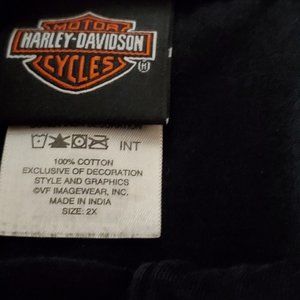 MOTOR
HARLEY-DAVIDSON
CYCLES
INT
100% COTTON
EXCLUSIVE OF DECORATION
STYLE AND GRAPHICS
©VF IMAGEWEAR, INC.
MADE IN INDIA
SIZE: 2X